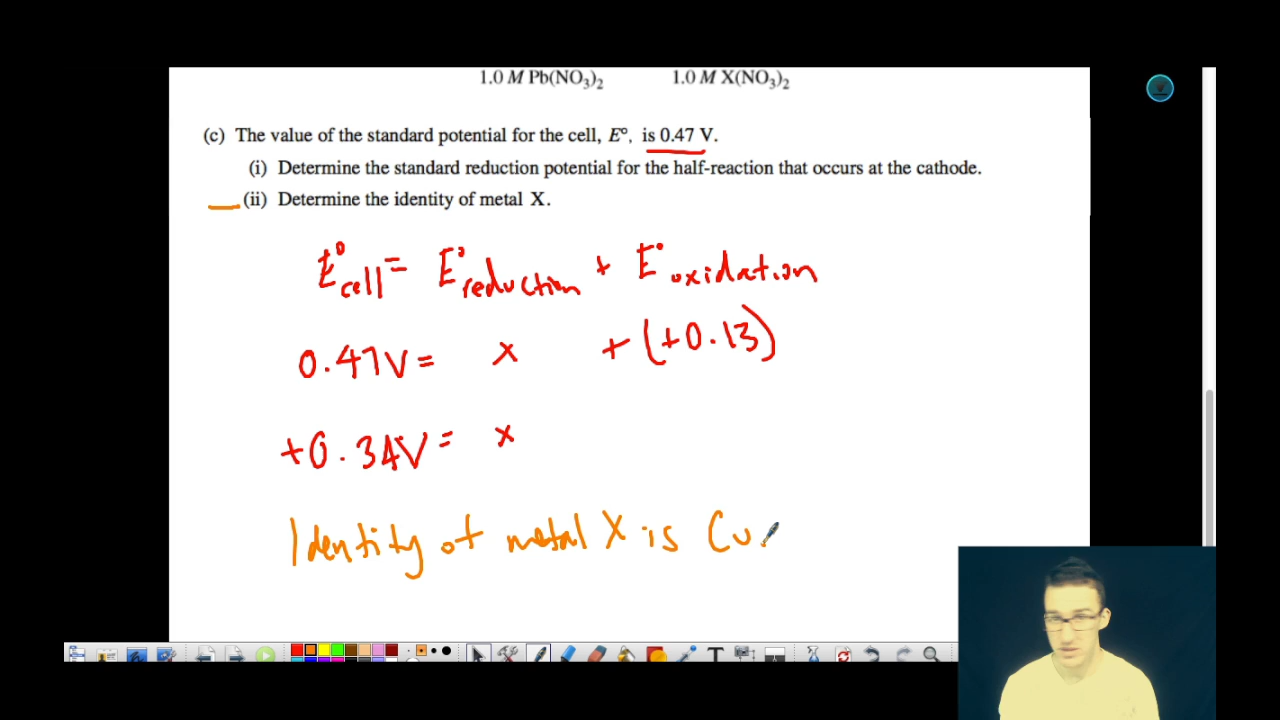 1.0 M Pb(NO₃)₂ 1.0 M X(NO₃)₂
(c) The value of the standard potential for the cell, E°, is 0.47 V.
(i) Determine the standard reduction potential for the half-reaction that occurs at the cathode.
(ii) Determine the identity of metal X.
E°cell = E°reduction + E°oxidation
0.47V = x + (+0.13)
+0.34V = x
Identity of metal X is Cu.